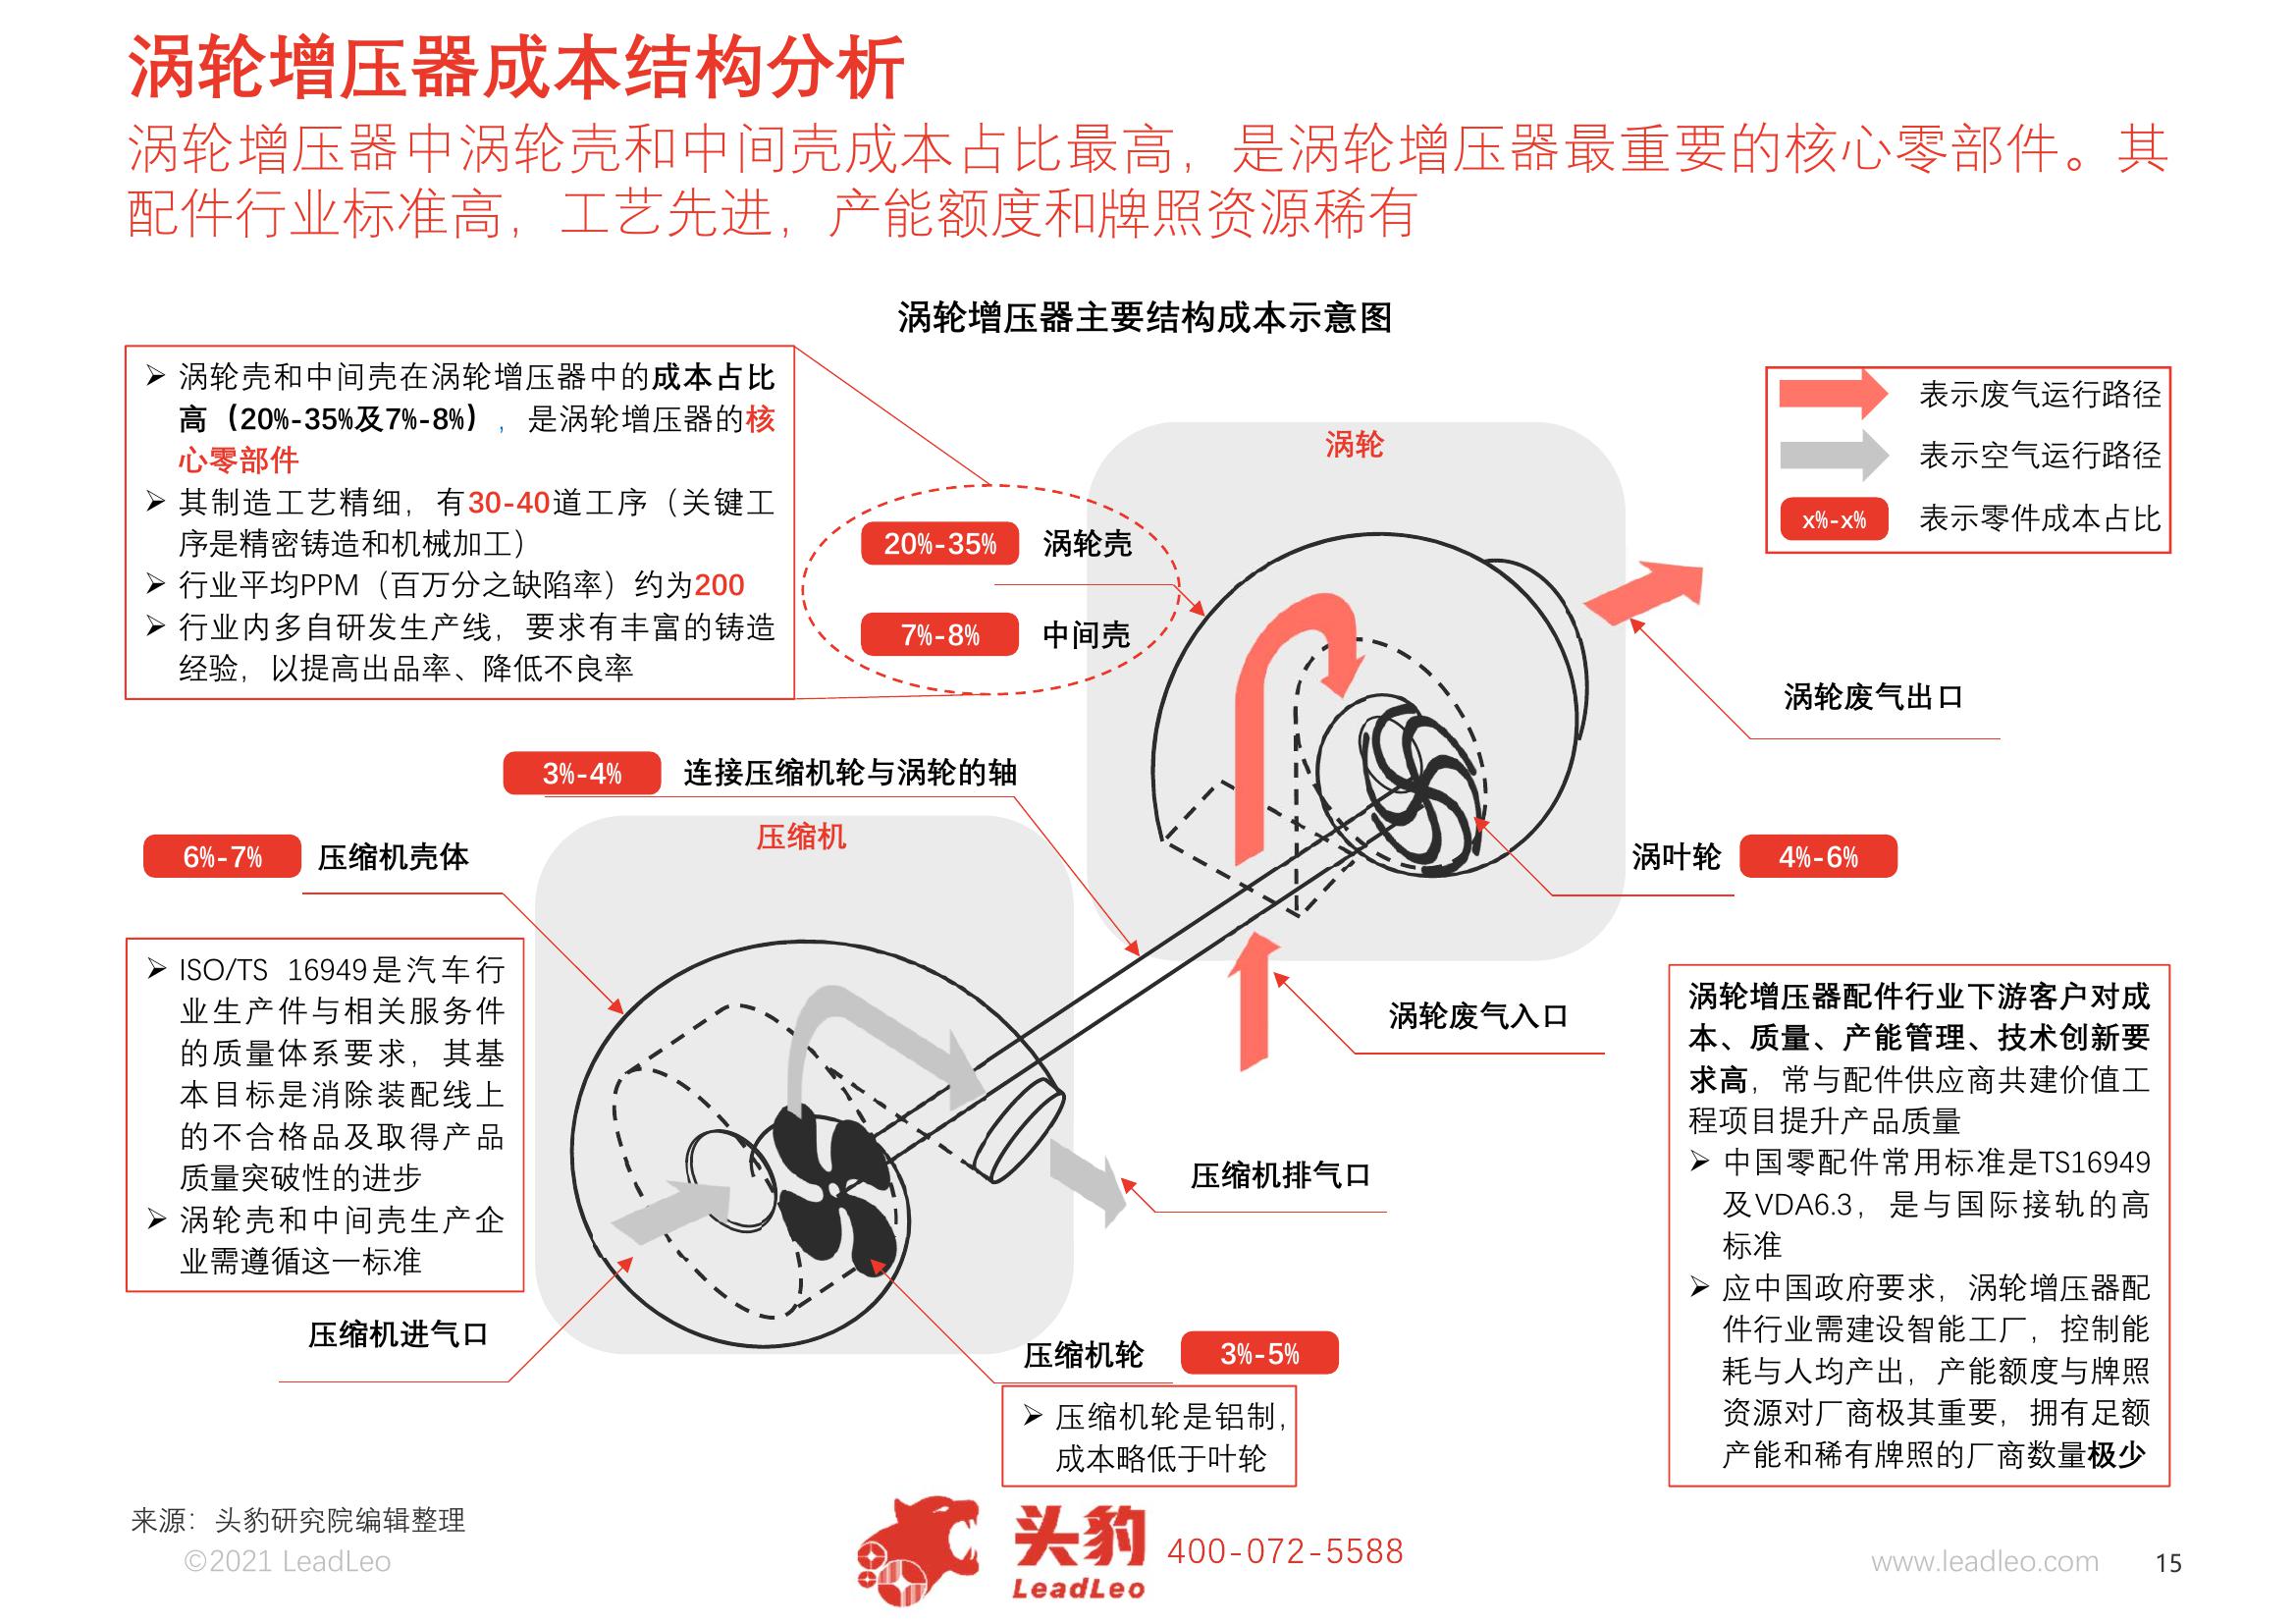 涡轮增压器成本结构分析
涡轮增压器中涡轮壳和中间壳成本占比最高，是涡轮增压器最重要的核心零部件。其
配件行业标准高，工艺先进，产能额度和牌照资源稀有
涡轮增压器主要结构成本示意图
➢ 涡轮壳和中间壳在涡轮增压器中的成本占比
高（20%-35%及7%-8%），是涡轮增压器的核
心零部件
➢ 其制造工艺精细，有30-40道工序（关键工
序是精密铸造和机械加工）
➢ 行业平均PPM（百万分之缺陷率）约为200
➢ 行业内多自研发生产线，要求有丰富的铸造
经验，以提高出品率、降低不良率
表示废气运行路径
表示空气运行路径
x%-x% 表示零件成本占比
涡轮
20%-35% 涡轮壳
7%-8% 中间壳
涡轮废气出口
3%-4% 连接压缩机轮与涡轮的轴
压缩机
6%-7% 压缩机壳体
涡叶轮 4%-6%
➢ ISO/TS 16949是汽车行
业生产件与相关服务件
的质量体系要求，其基
本目标是消除装配线上
的不合格品及取得产品
质量突破性的进步
➢ 涡轮壳和中间壳生产企
业需遵循这一标准
涡轮废气入口
压缩机排气口
压缩机进气口
压缩机轮 3%-5%
➢ 压缩机轮是铝制，
成本略低于叶轮
涡轮增压器配件行业下游客户对成
本、质量、产能管理、技术创新要
求高，常与配件供应商共建价值工
程项目提升产品质量
➢ 中国零配件常用标准是TS16949
及VDA6.3，是与国际接轨的高
标准
➢ 应中国政府要求，涡轮增压器配
件行业需建设智能工厂，控制能
耗与人均产出，产能额度与牌照
资源对厂商极其重要，拥有足额
产能和稀有牌照的厂商数量极少
来源：头豹研究院编辑整理
©2021 LeadLeo
头豹
LeadLeo
400-072-5588
www.leadleo.com
15